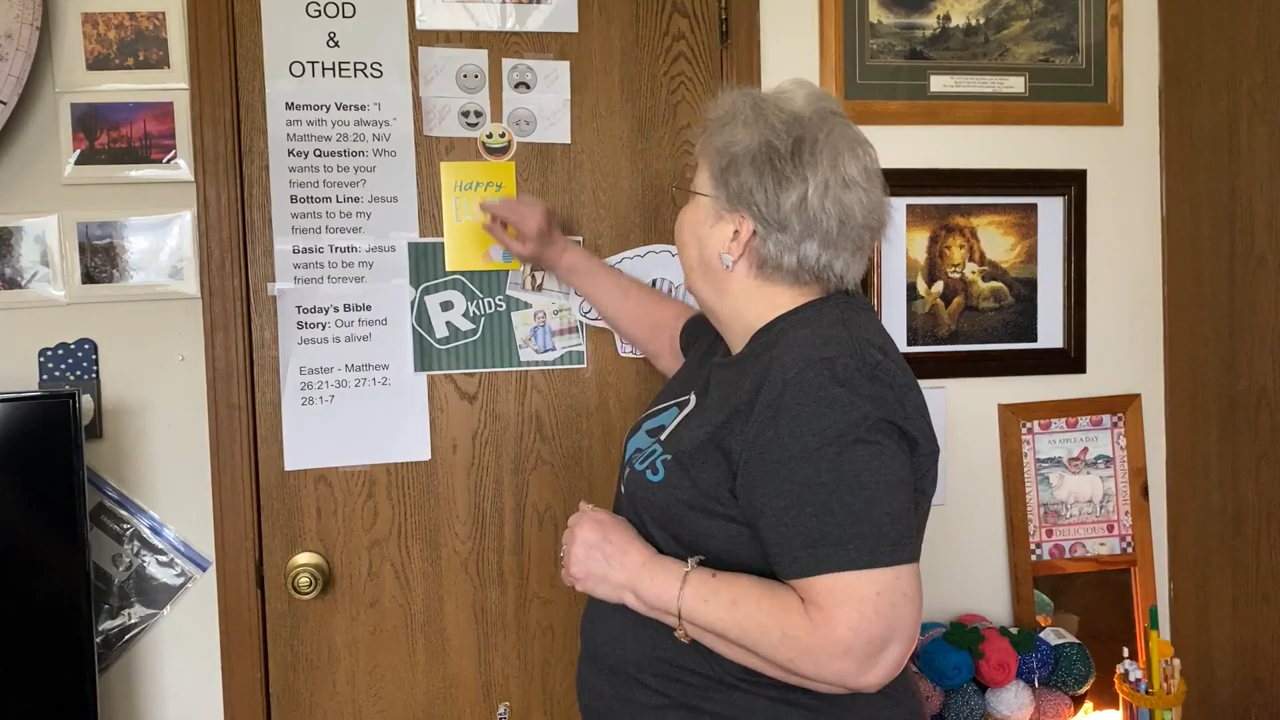 GOD
&
OTHERS
Memory Verse: "I
am with you always."
Matthew 28:20, NiV
Key Question: Who
wants to be your
friend forever?
Bottom Line: Jesus
wants to be my
friend forever.
Basic Truth: Jesus
wants to be my
friend forever.
Today's Bible
Story: Our friend
Jesus is alive!
Easter - Matthew
26:21-30; 27:1-2;
28:1-7
Happy
R KIDS
AN APPLE A DAY
JONATHAN
McINTOSH
DELICIOUS